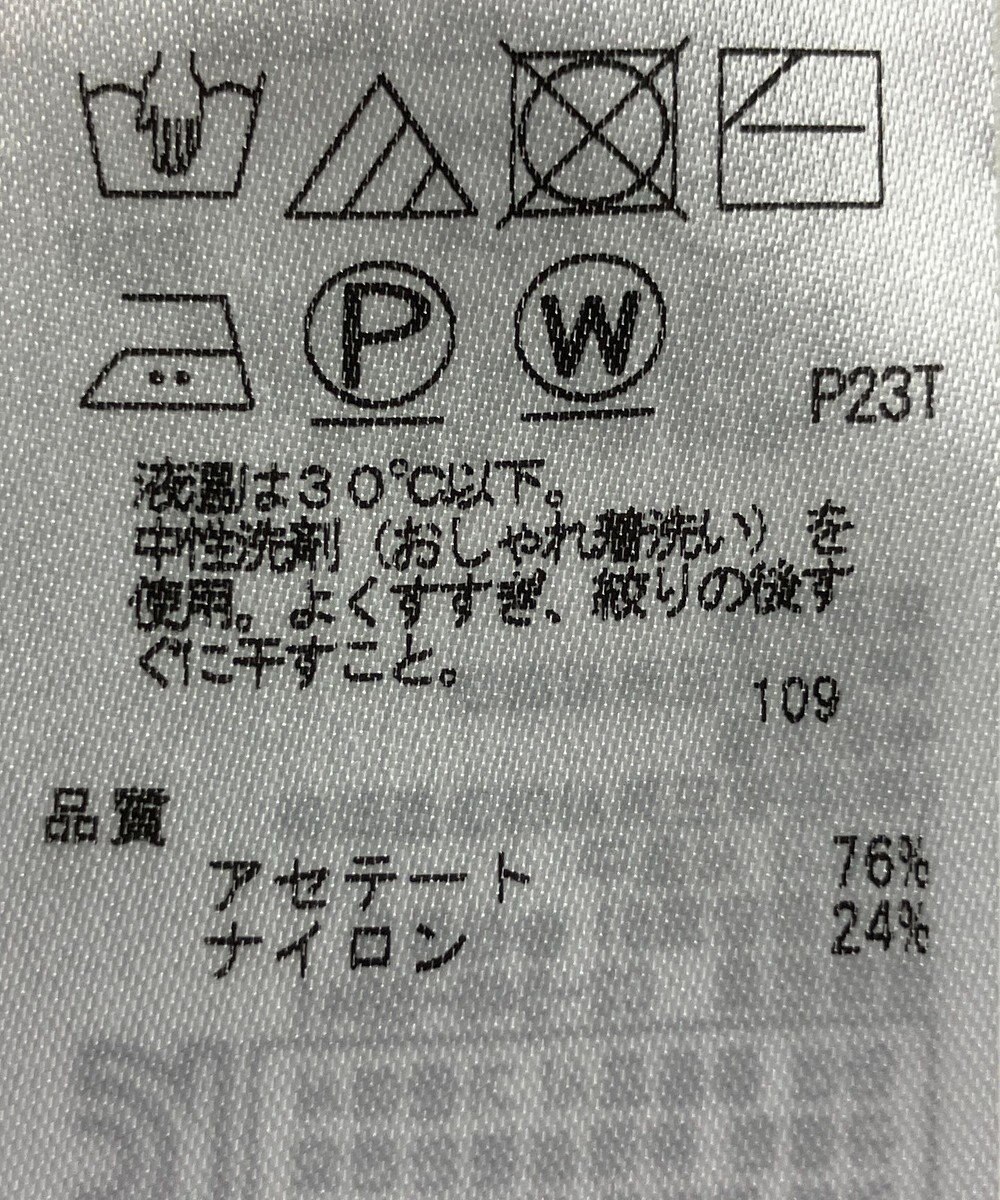 P
W
P23T
液温は30℃以下。
中性洗剤（おしゃれ着洗い）を
使用。よくすすぎ、絞りの後す
ぐに干すこと。
109
品質
アセテート 76%
ナイロン 24%